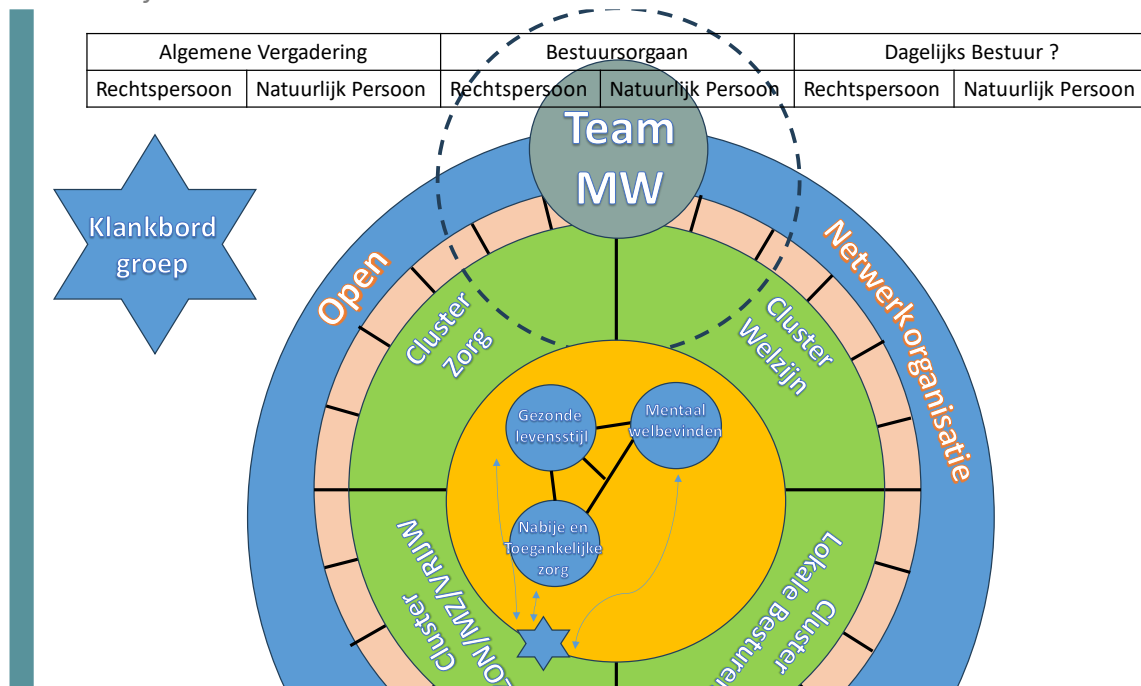 Algemene Vergadering Bestuursorgaan Dagelijks Bestuur ?
Rechtspersoon Natuurlijk Persoon Rechtspersoon Natuurlijk Persoon Rechtspersoon Natuurlijk Persoon
Team
MW
Klankbord
groep
Open
Netwerkorganisatie
Cluster
Zorg
Cluster
Welzijn
Gezonde
levensstijl
Mentaal
welbevinden
Nabije en
Toegankelijke
zorg
Cluster
Cluster
Lokale Besturen